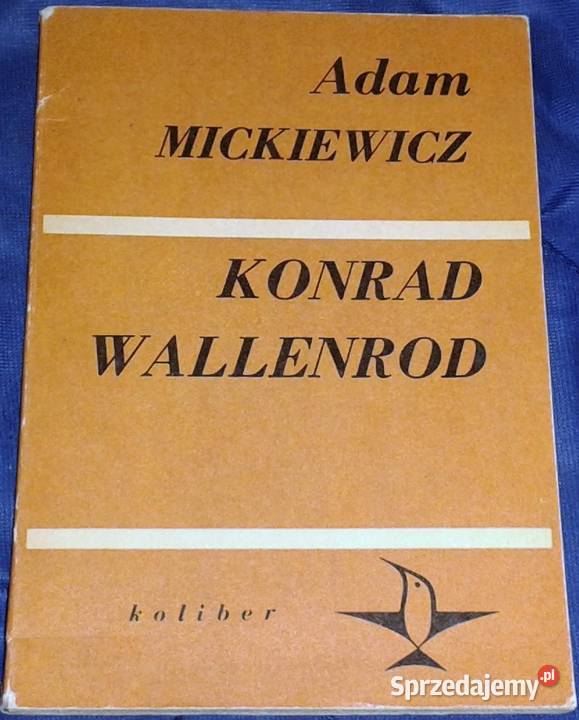 Adam
MICKIEWICZ
KONRAD
WALLENROD
koliber
Sprzedajemy.pl